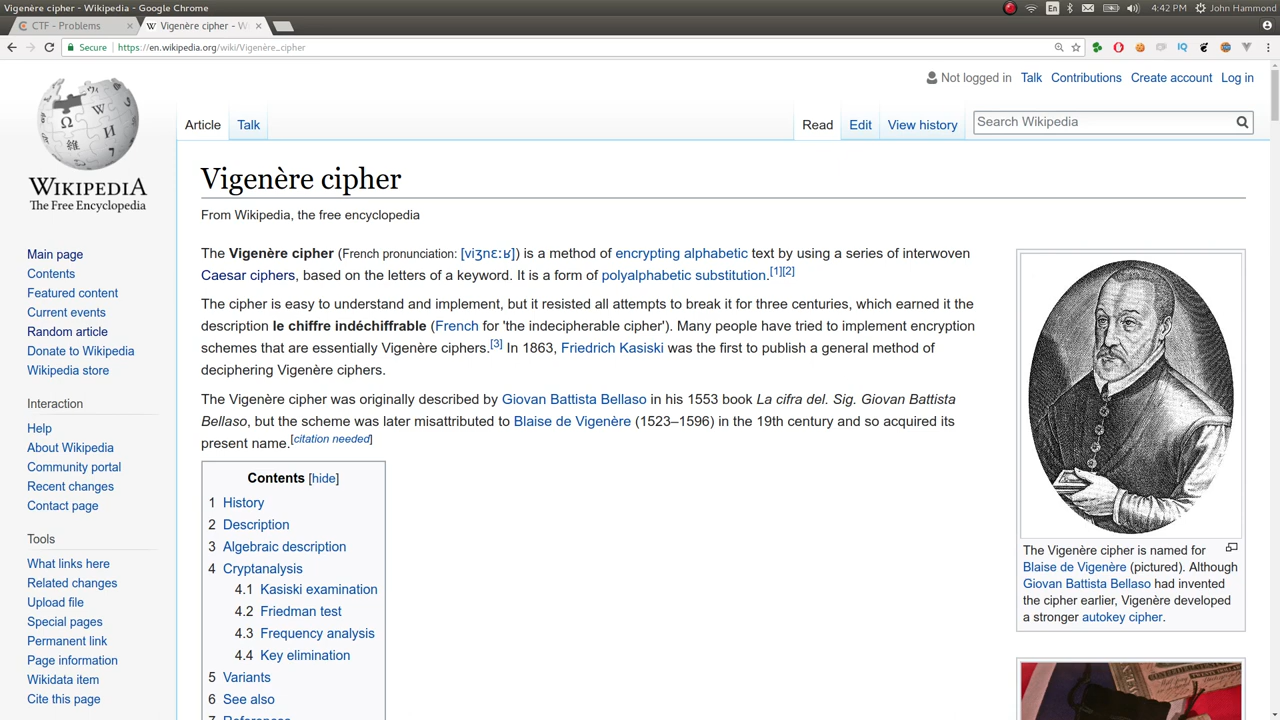 Vigenère cipher - Wikipedia - Google Chrome
En
4:42 PM
John Hammond
CTF - Problems
Vigenère cipher - W
Secure
https://en.wikipedia.org/wiki/Vigenère_cipher
WIKIPEDIA
The Free Encyclopedia
Not logged in
Talk
Contributions
Create account
Log in
Article
Talk
Read
Edit
View history
Search Wikipedia
Main page
Contents
Featured content
Current events
Random article
Donate to Wikipedia
Wikipedia store
Interaction
Help
About Wikipedia
Community portal
Recent changes
Contact page
Tools
What links here
Related changes
Upload file
Special pages
Permanent link
Page information
Wikidata item
Cite this page
Vigenère cipher
From Wikipedia, the free encyclopedia
The Vigenère cipher (French pronunciation: [viʒnɛːʁ]) is a method of encrypting alphabetic text by using a series of interwoven
Caesar ciphers, based on the letters of a keyword. It is a form of polyalphabetic substitution.[1][2]
The cipher is easy to understand and implement, but it resisted all attempts to break it for three centuries, which earned it the
description le chiffre indéchiffrable (French for 'the indecipherable cipher'). Many people have tried to implement encryption
schemes that are essentially Vigenère ciphers.[3] In 1863, Friedrich Kasiski was the first to publish a general method of
deciphering Vigenère ciphers.
The Vigenère cipher was originally described by Giovan Battista Bellaso in his 1553 book La cifra del. Sig. Giovan Battista
Bellaso, but the scheme was later misattributed to Blaise de Vigenère (1523–1596) in the 19th century and so acquired its
present name.[citation needed]
Contents [hide]
1 History
2 Description
3 Algebraic description
4 Cryptanalysis
4.1 Kasiski examination
4.2 Friedman test
4.3 Frequency analysis
4.4 Key elimination
5 Variants
6 See also
7 References
The Vigenère cipher is named for
Blaise de Vigenère (pictured). Although
Giovan Battista Bellaso had invented
the cipher earlier, Vigenère developed
a stronger autokey cipher.